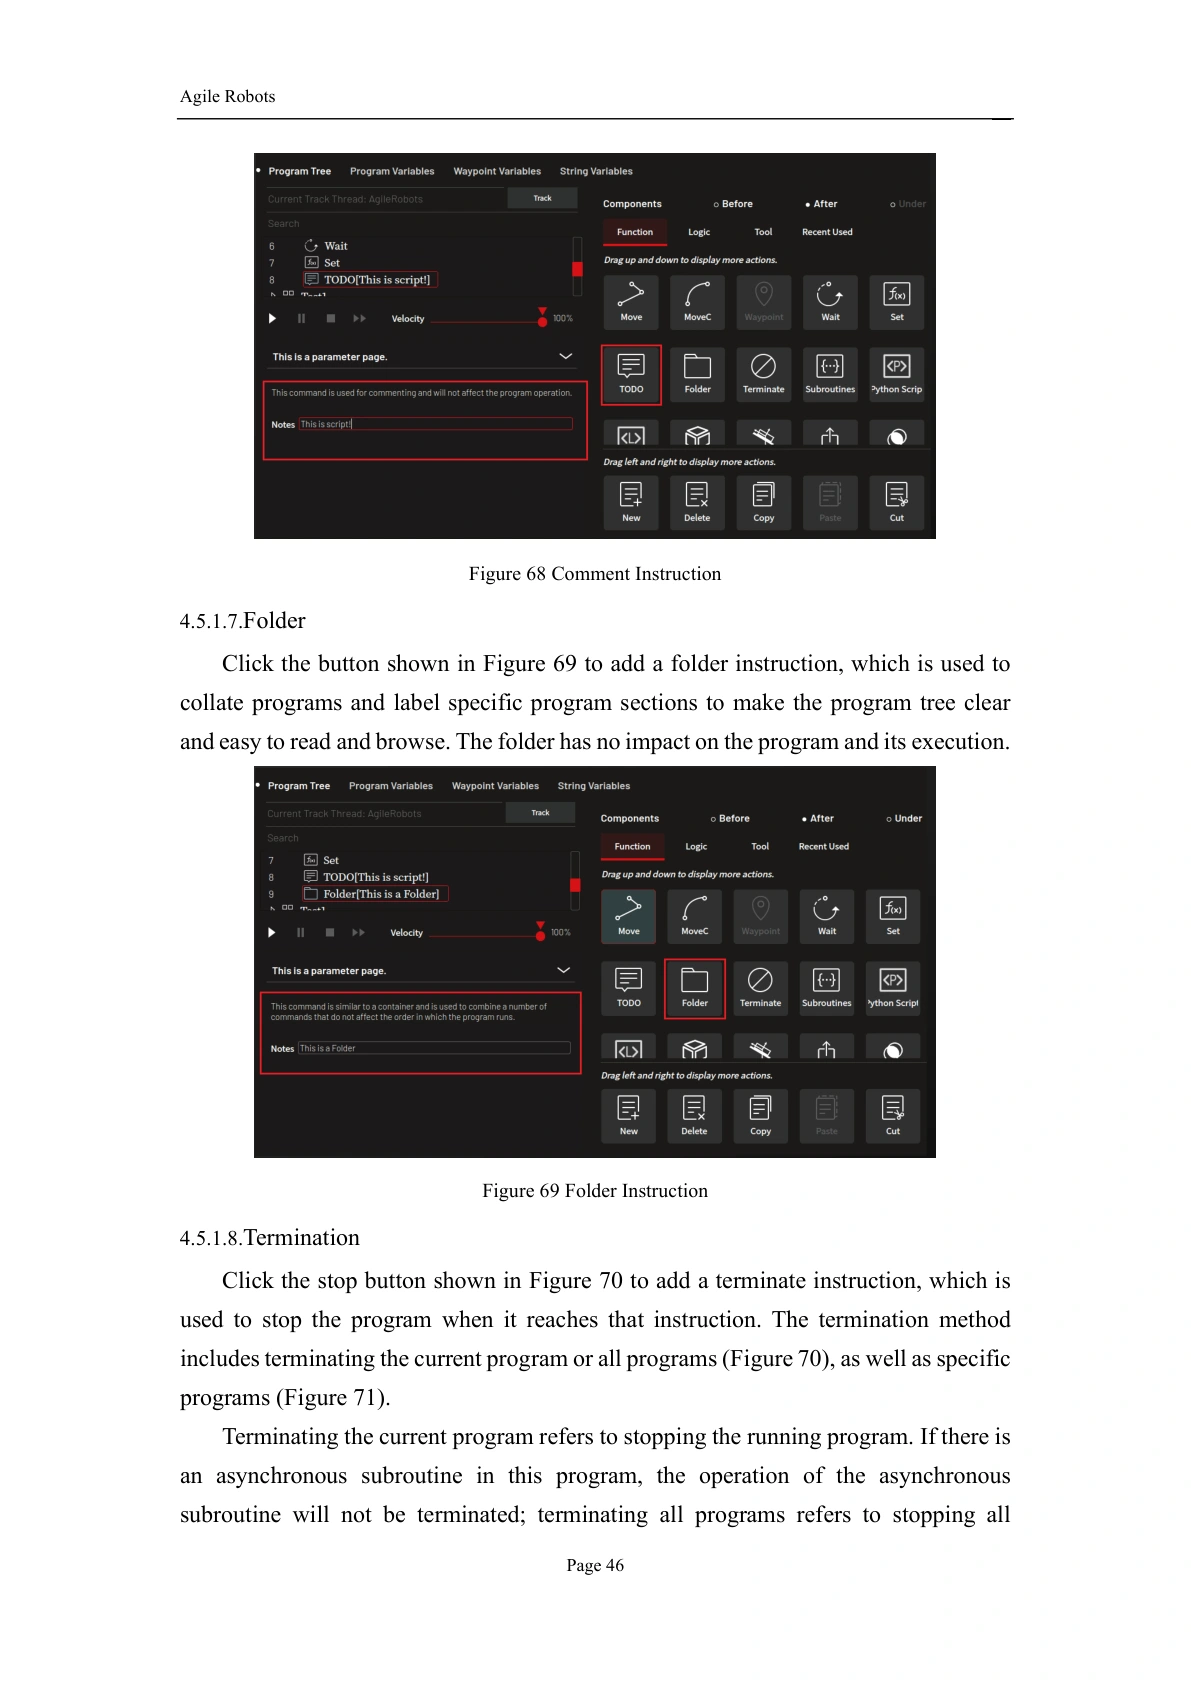 Agile Robots
Program Tree Program Variables Waypoint Variables String Variables
Current Track Thread: AgileRobots Track
Search
6 Wait
7 Set
8 TODO[This is script!]
Velocity 100%
This is a parameter page.
This command is used for commenting and will not affect the program operation.
Notes This is script!
Components Before After Under
Function Logic Tool Recent Used
Drag up and down to display more actions.
Move MoveC Waypoint Wait Set
TODO Folder Terminate Subroutines Python Scrip
Drag left and right to display more actions.
New Delete Copy Paste Cut
Figure 68 Comment Instruction
4.5.1.7.Folder
Click the button shown in Figure 69 to add a folder instruction, which is used to
collate programs and label specific program sections to make the program tree clear
and easy to read and browse. The folder has no impact on the program and its execution.
Program Tree Program Variables Waypoint Variables String Variables
Current Track Thread: AgileRobots Track
Search
7 Set
8 TODO[This is script!]
9 Folder[This is a Folder]
Velocity 100%
This is a parameter page.
This command is similar to a container and is used to combine a number of
commands that do not affect the order in which the program runs.
Notes This is a Folder
Components Before After Under
Function Logic Tool Recent Used
Drag up and down to display more actions.
Move MoveC Waypoint Wait Set
TODO Folder Terminate Subroutines ython Script
Drag left and right to display more actions.
New Delete Copy Paste Cut
Figure 69 Folder Instruction
4.5.1.8.Termination
Click the stop button shown in Figure 70 to add a terminate instruction, which is
used to stop the program when it reaches that instruction. The termination method
includes terminating the current program or all programs (Figure 70), as well as specific
programs (Figure 71).
Terminating the current program refers to stopping the running program. If there is
an asynchronous subroutine in this program, the operation of the asynchronous
subroutine will not be terminated; terminating all programs refers to stopping all
Page 46